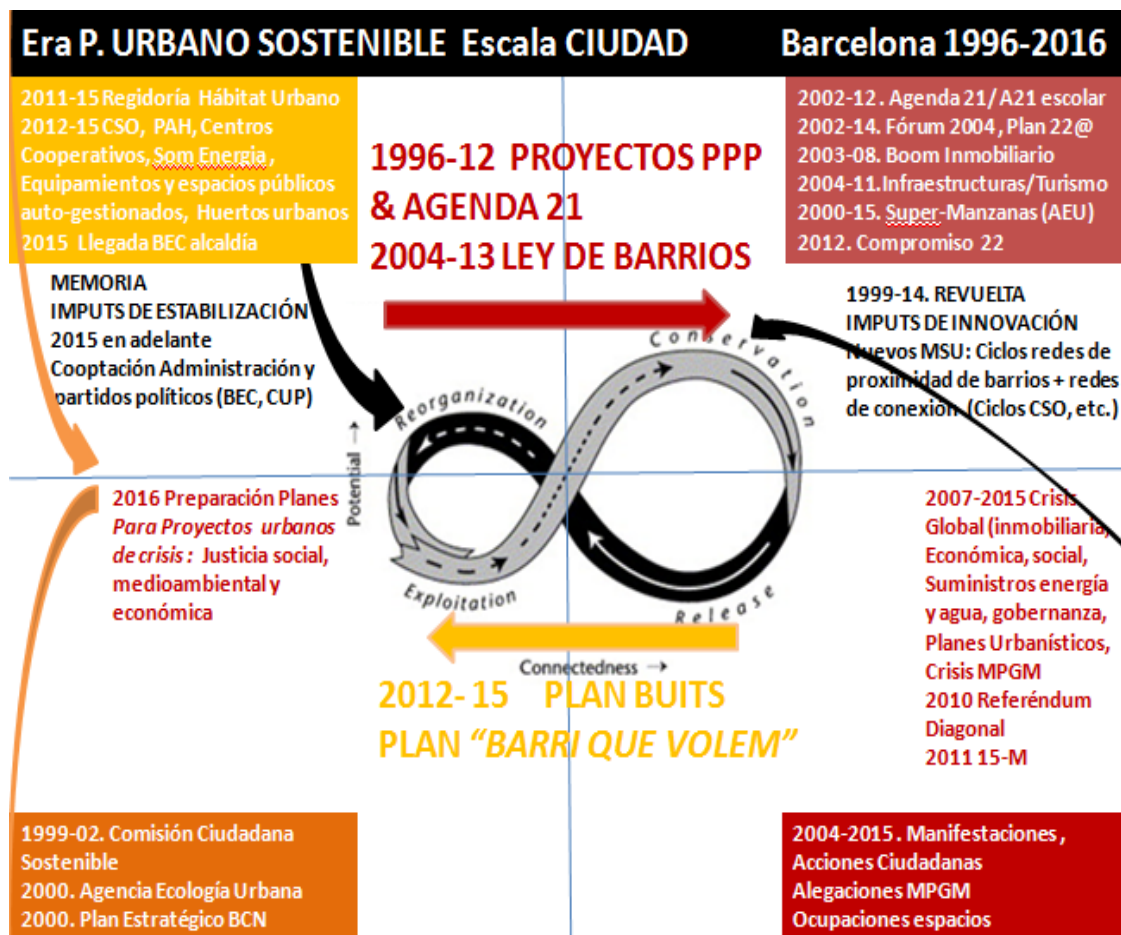 Era P. URBANO SOSTENIBLE Escala CIUDAD
Barcelona 1996-2016
2011-15 Regidoría Hábitat Urbano
2012-15 CSO, PAH, Centros
Cooperativos, Som Energia ,
Equipamientos y espacios públicos
auto-gestionados, Huertos urbanos
2015 Llegada BEC alcaldía
1996-12 PROYECTOS PPP
& AGENDA 21
2004-13 LEY DE BARRIOS
2002-12. Agenda 21/ A21 escolar
2002-14. Fórum 2004 , Plan 22@
2003-08. Boom Inmobiliario
2004-11.Infraestructuras/Turismo
2000-15. Super-Manzanas (AEU)
2012. Compromiso 22
MEMORIA
IMPUTS DE ESTABILIZACIÓN
2015 en adelante
Cooptación Administración y
partidos políticos (BEC, CUP)
1999-14. REVUELTA
IMPUTS DE INNOVACIÓN
Nuevos MSU: Ciclos redes de
proximidad de barrios + redes
de conexión (Ciclos CSO, etc.)
Reorganization
Conservation
Potential →
Exploitation
Release
Connectedness →
2016 Preparación Planes
Para Proyectos urbanos
de crisis : Justicia social,
medioambiental y
económica
2007-2015 Crisis
Global (inmobiliaria,
Económica, social,
Suministros energía
y agua, gobernanza,
Planes Urbanísticos,
Crisis MPGM
2010 Referéndum
Diagonal
2011 15-M
2012- 15 PLAN BUITS
PLAN “BARRI QUE VOLEM”
1999-02. Comisión Ciudadana
Sostenible
2000. Agencia Ecología Urbana
2000. Plan Estratégico BCN
2004-2015 . Manifestaciones ,
Acciones Ciudadanas
Alegaciones MPGM
Ocupaciones espacios